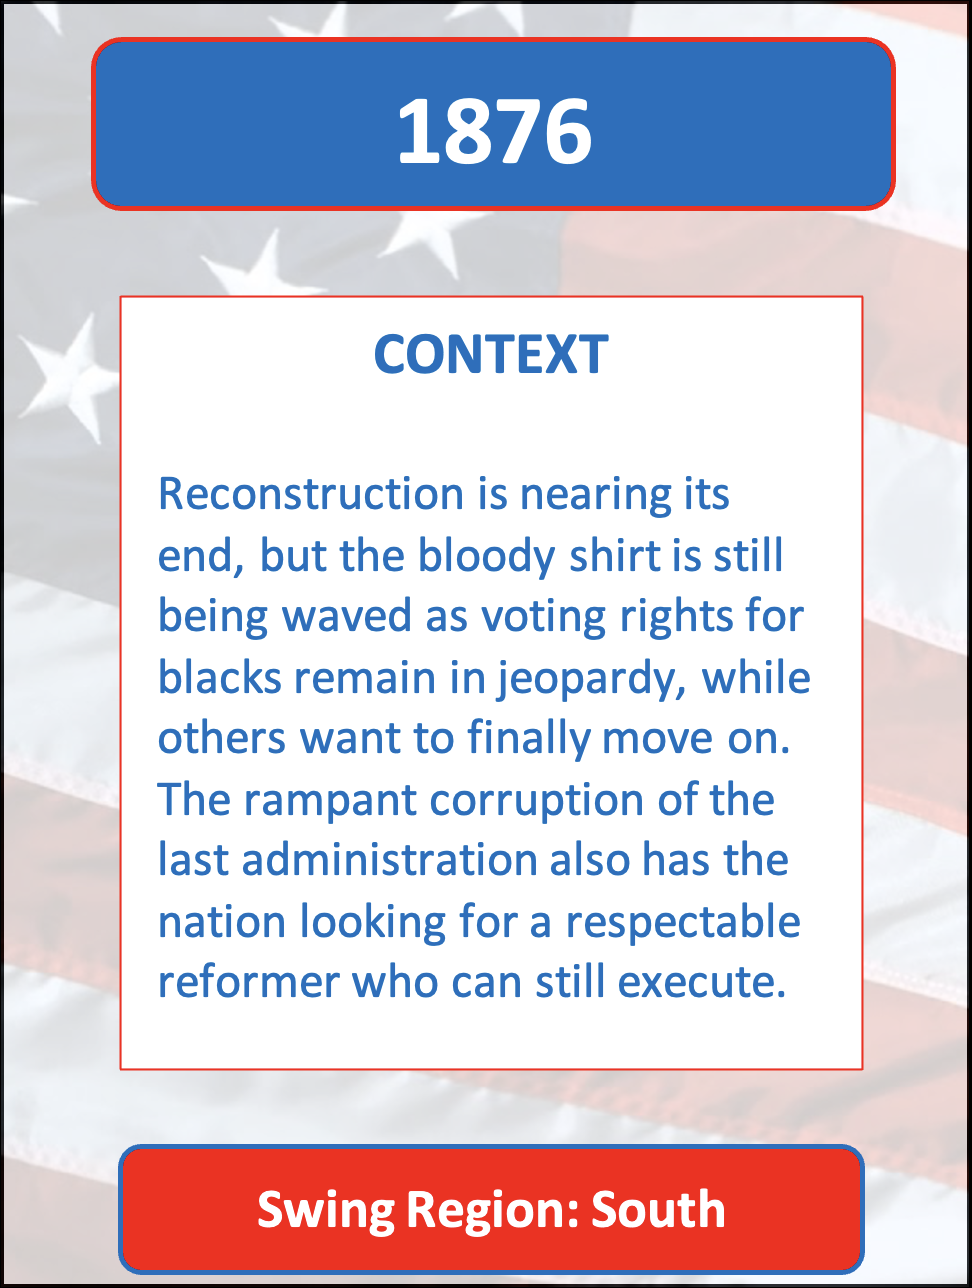 1876
CONTEXT
Reconstruction is nearing its
end, but the bloody shirt is still
being waved as voting rights for
blacks remain in jeopardy, while
others want to finally move on.
The rampant corruption of the
last administration also has the
nation looking for a respectable
reformer who can still execute.
Swing Region: South